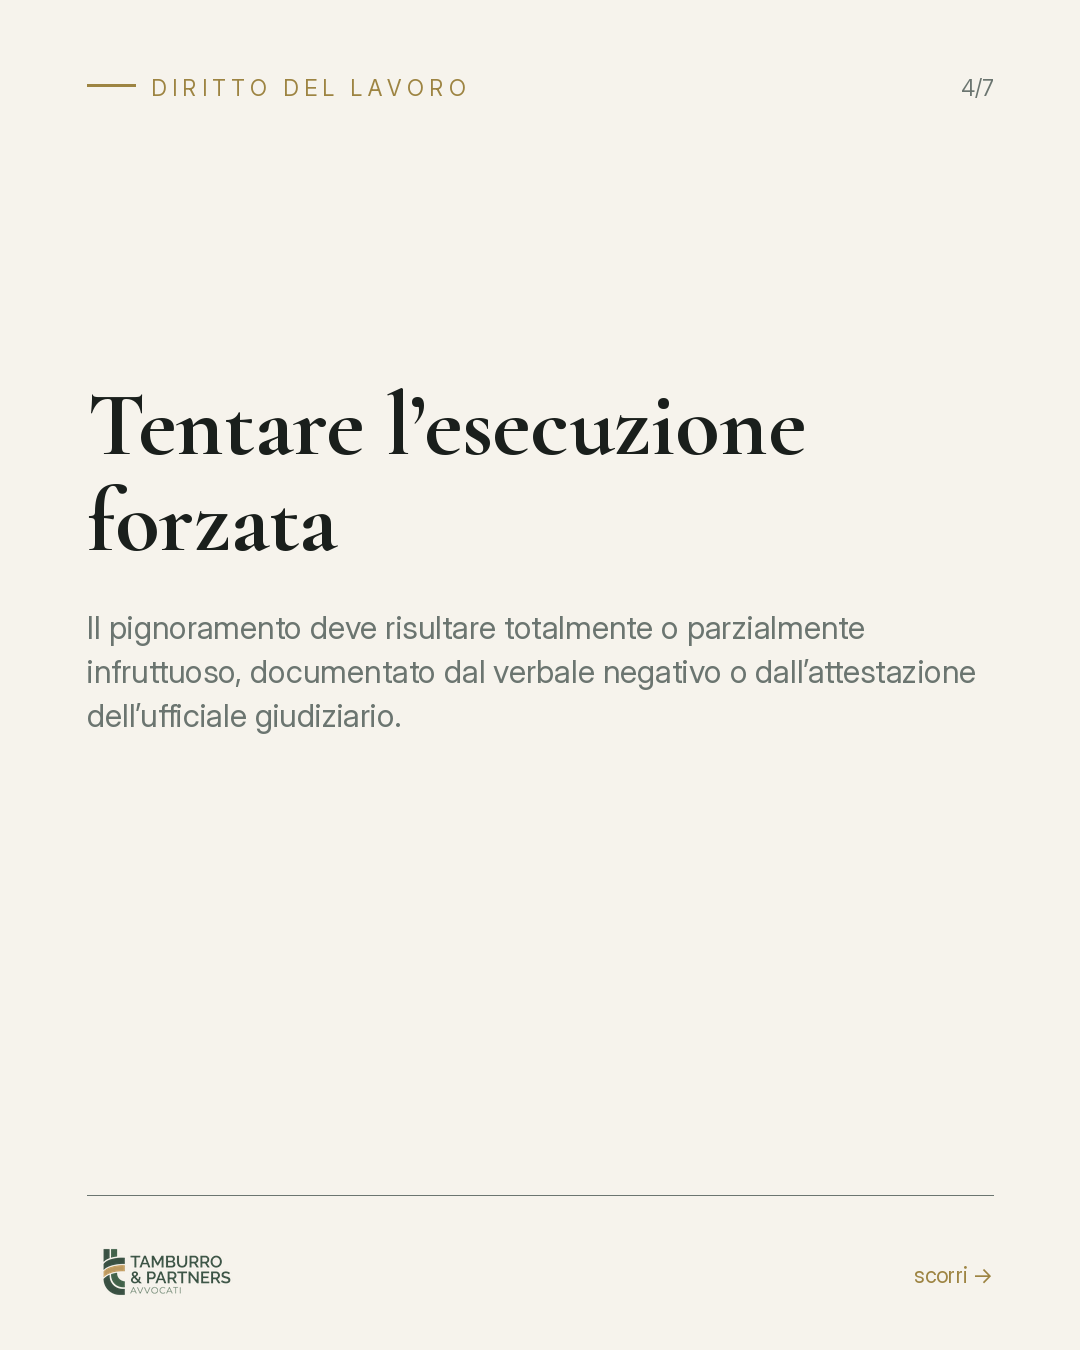 DIRITTO DEL LAVORO
4/7
Tentare l’esecuzione
forzata
Il pignoramento deve risultare totalmente o parzialmente
infruttuoso, documentato dal verbale negativo o dall’attestazione
dell’ufficiale giudiziario.
TAMBURRO
& PARTNERS
AVVOCATI
scorri →